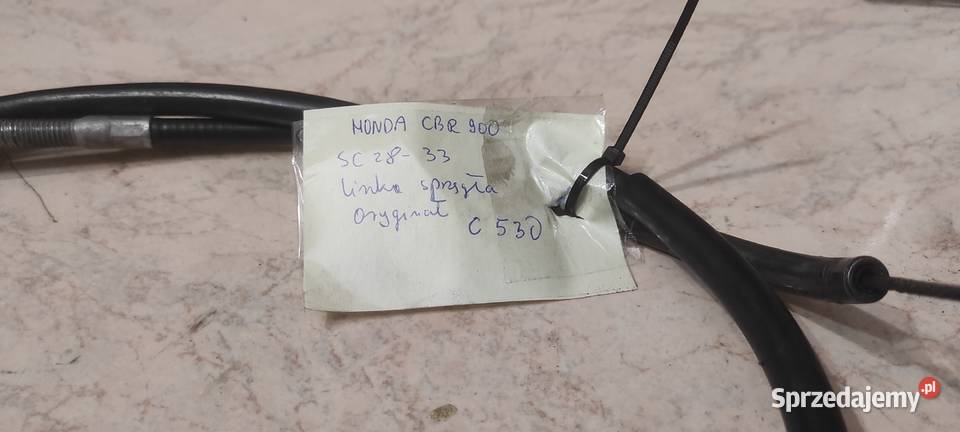 HONDA CBR 900
SC 28-33
Linka sprzęgła
Oryginał
C 530
Sprzedajemy.pl